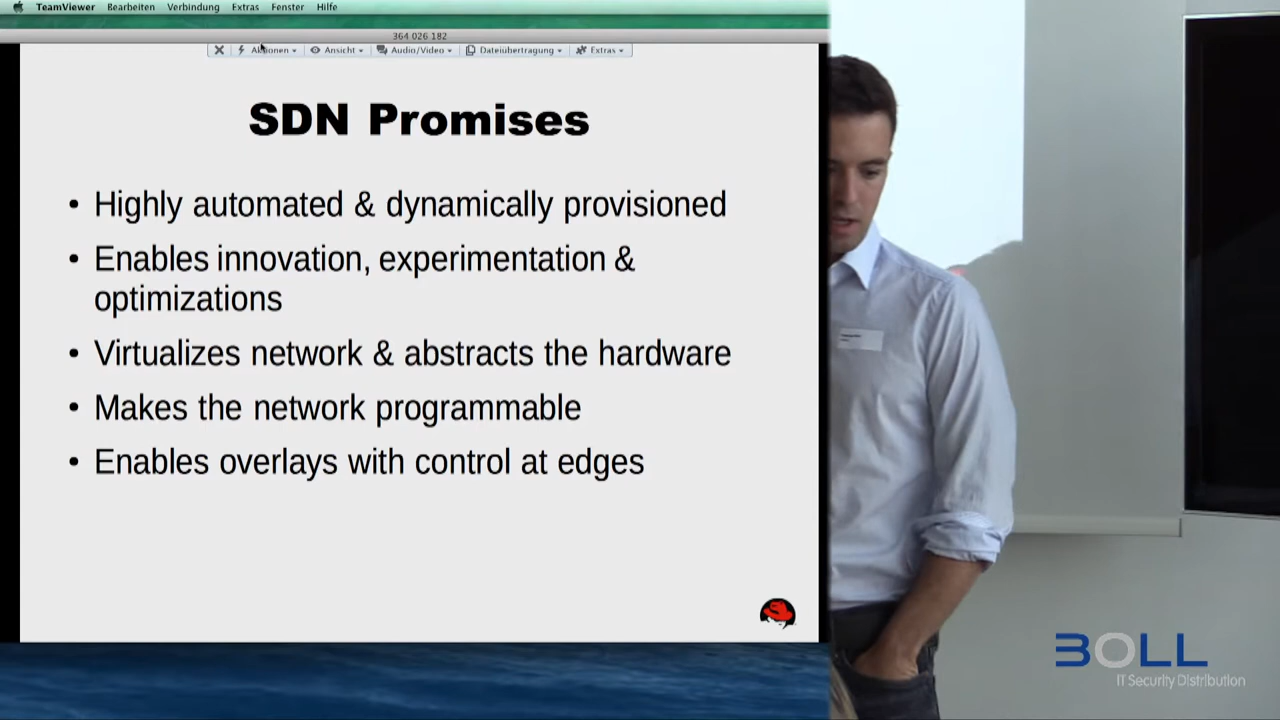 TeamViewer Bearbeiten Verbindung Extras Fenster Hilfe
364 026 182
Aktionen Ansicht Audio/Video Dateiübertragung Extras
SDN Promises
• Highly automated & dynamically provisioned
• Enables innovation, experimentation &
optimizations
• Virtualizes network & abstracts the hardware
• Makes the network programmable
• Enables overlays with control at edges
BOLL
IT Security Distribution